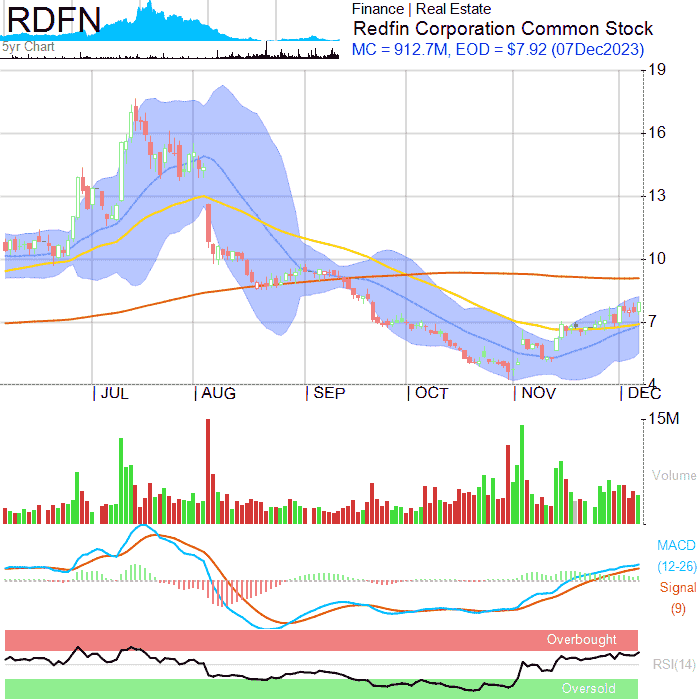 RDFN
5yr Chart
Finance | Real Estate
Redfin Corporation Common Stock
MC = 912.7M, EOD = $7.92 (07Dec2023)
19
16
13
10
7
4
JUL AUG SEP OCT NOV DEC
15M
Volume
MACD
(12-26)
Signal
(9)
Overbought
RSI(14)
Oversold